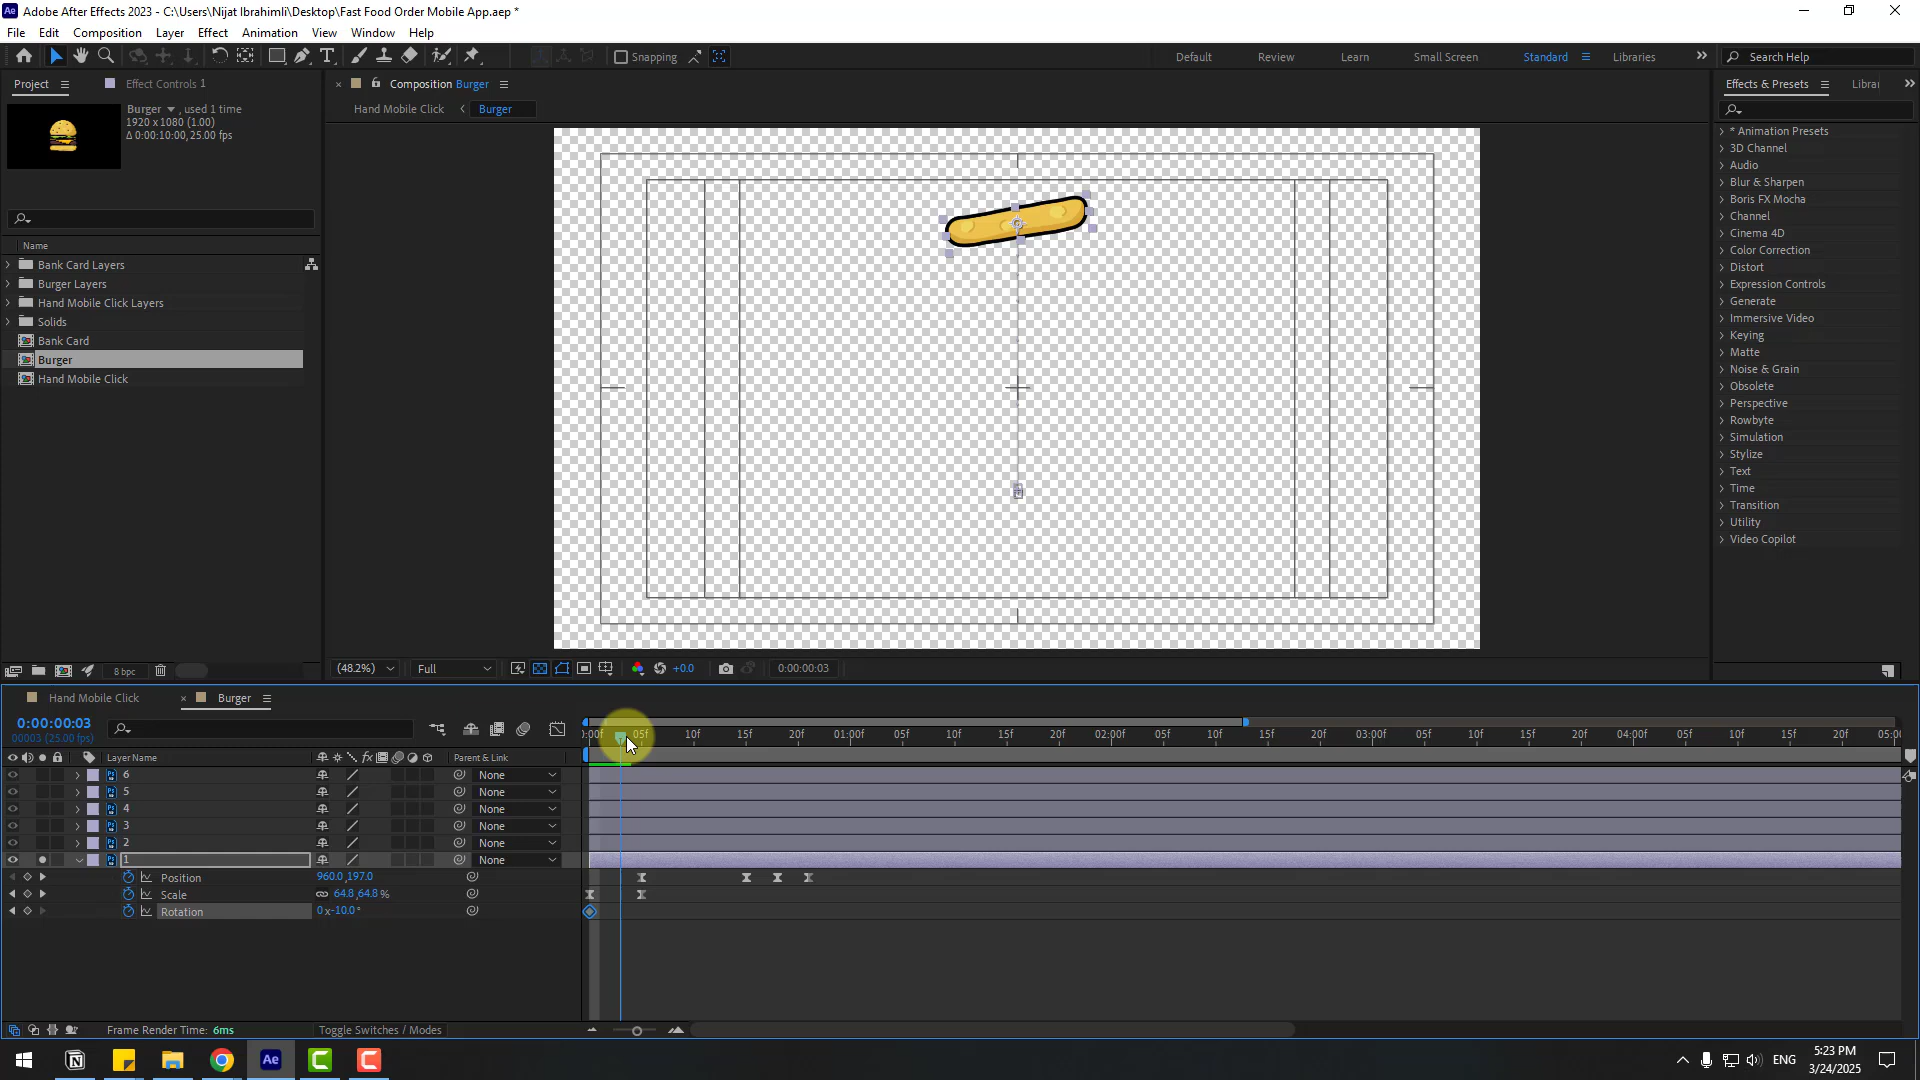 Adobe After Effects 2023 - C:\Users\Nijat Ibrahimli\Desktop\Fast Food Order Mobile App.aep *
File Edit Composition Layer Effect Animation View Window Help
Snapping Default Review Learn Small Screen Standard Libraries Search Help
Project Effect Controls 1 Composition Burger Effects & Presets Librar
Burger , used 1 time
1920 x 1080 (1.00)
Δ 0:00:10:00, 25.00 fps
Hand Mobile Click Burger
Name
Bank Card Layers
Burger Layers
Hand Mobile Click Layers
Solids
Bank Card
Burger
Hand Mobile Click
* Animation Presets
3D Channel
Audio
Blur & Sharpen
Boris FX Mocha
Channel
Cinema 4D
Color Correction
Distort
Expression Controls
Generate
Immersive Video
Keying
Matte
Noise & Grain
Obsolete
Perspective
Rowbyte
Simulation
Stylize
Text
Time
Transition
Utility
Video Copilot
8 bpc (48.2%) Full +0.0 0:00:00:03
Hand Mobile Click Burger
0:00:00:03
00003 (25.00 fps)
):00f 05f 10f 15f 20f 01:00f 05f 10f 15f 20f 02:00f 05f 10f 15f 20f 03:00f 05f 10f 15f 20f 04:00f 05f 10f 15f 20f 05:00
Layer Name fx Parent & Link
6 None
5 None
4 None
3 None
2 None
1 None
Position 960.0,197.0
Scale 64.8,64.8 %
Rotation 0x-10.0°
Frame Render Time: 6ms Toggle Switches / Modes
Ae ENG 5:23 PM
3/24/2025